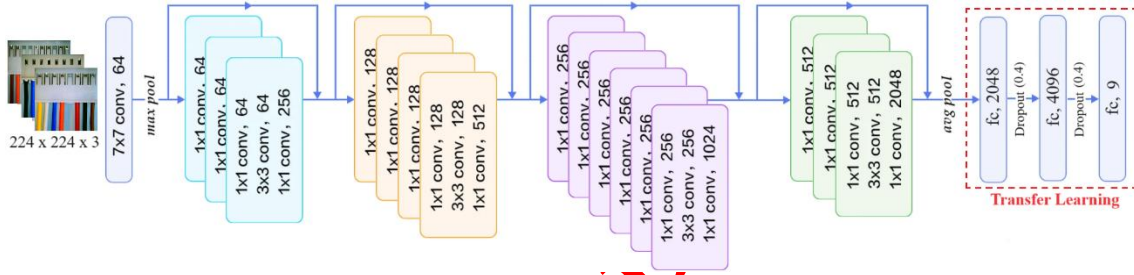 224 x 224 x 3
7x7 conv, 64
max pool
1x1 conv, 64
1x1 conv, 64
1x1 conv, 64
3x3 conv, 64
1x1 conv, 256
1x1 conv, 128
1x1 conv, 128
1x1 conv, 128
1x1 conv, 128
3x3 conv, 128
1x1 conv, 512
1x1 conv, 256
1x1 conv, 256
1x1 conv, 256
1x1 conv, 256
1x1 conv, 256
1x1 conv, 256
3x3 conv, 256
1x1 conv, 1024
1x1 conv, 512
1x1 conv, 512
1x1 conv, 512
3x3 conv, 512
1x1 conv, 2048
avg pool
fc, 2048
Dropout (0.4)
fc, 4096
Dropout (0.4)
fc, 9
Transfer Learning